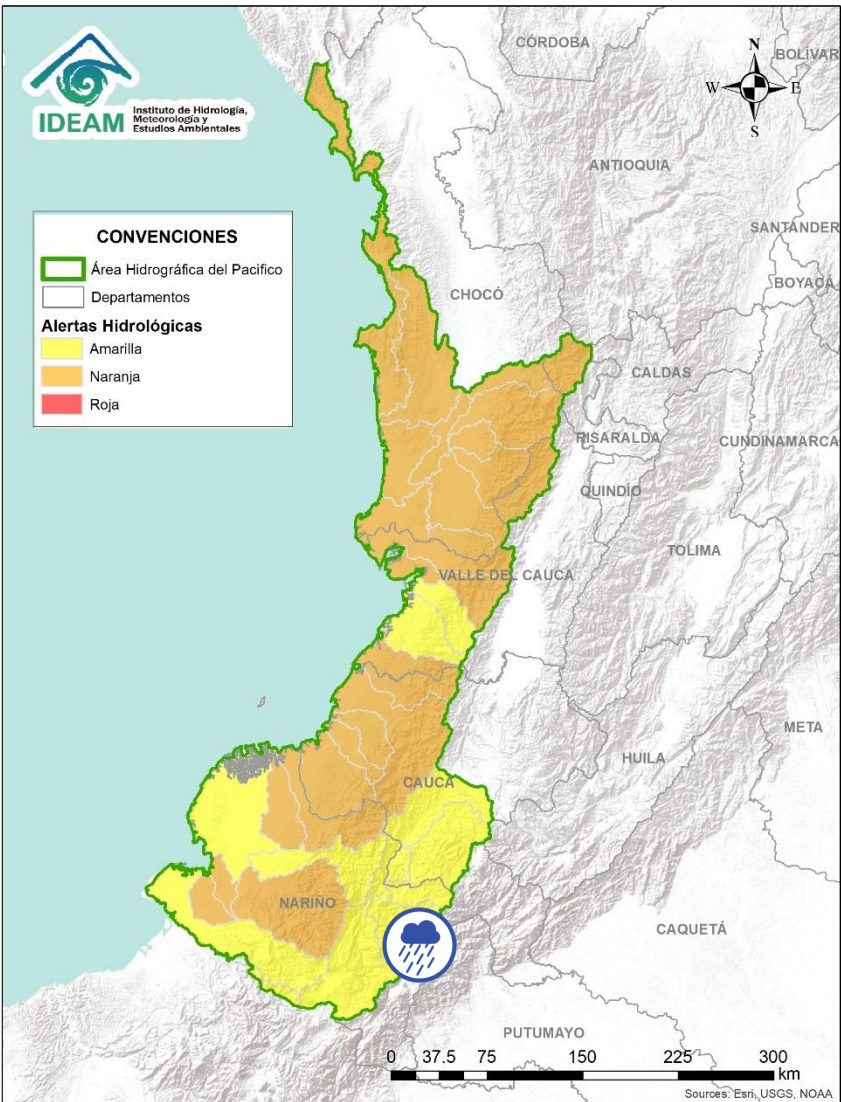 CÓRDOBA
BOLÍVAR
N
W
E
S
IDEAM
Instituto de Hidrología,
Meteorología y
Estudios Ambientales
ANTIOQUIA
SANTANDER
BOYACÁ
CONVENCIONES
Área Hidrográfica del Pacifico
Departamentos
Alertas Hidrológicas
Amarilla
Naranja
Roja
CHOCÓ
CALDAS
RISARALDA
CUNDINAMARCA
QUINDÍO
TOLIMA
VALLE DEL CAUCA
META
HUILA
CAUCA
NARIÑO
CAQUETÁ
PUTUMAYO
0 37.5 75 150 225 300
km
Sources: Esri, USGS, NOAA